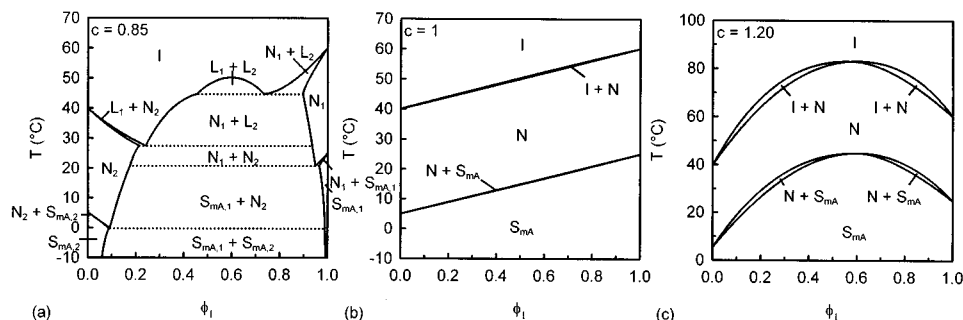 c = 0.85
70
60
50
40
30
20
10
0
-10
T (°C)
I
L₁ + L₂
N₁ + L₂
L₁ + N₂
N₁
N₁ + L₂
N₂
N₁ + N₂
N₁ + SmA,1
SmA,1
N₂ + SmA,2
SmA,1 + N₂
SmA,2
SmA,1 + SmA,2
0.0 0.2 0.4 0.6 0.8 1.0
(a) ϕI
c = 1
70
60
50
40
30
20
10
0
-10
T (°C)
I
I + N
N
N + SmA
SmA
0.0 0.2 0.4 0.6 0.8 1.0
(b) ϕI
c = 1.20
120
100
80
60
40
20
0
T (°C)
I
I + N I + N
N
N + SmA N + SmA
SmA
0.0 0.2 0.4 0.6 0.8 1.0
(c) ϕI